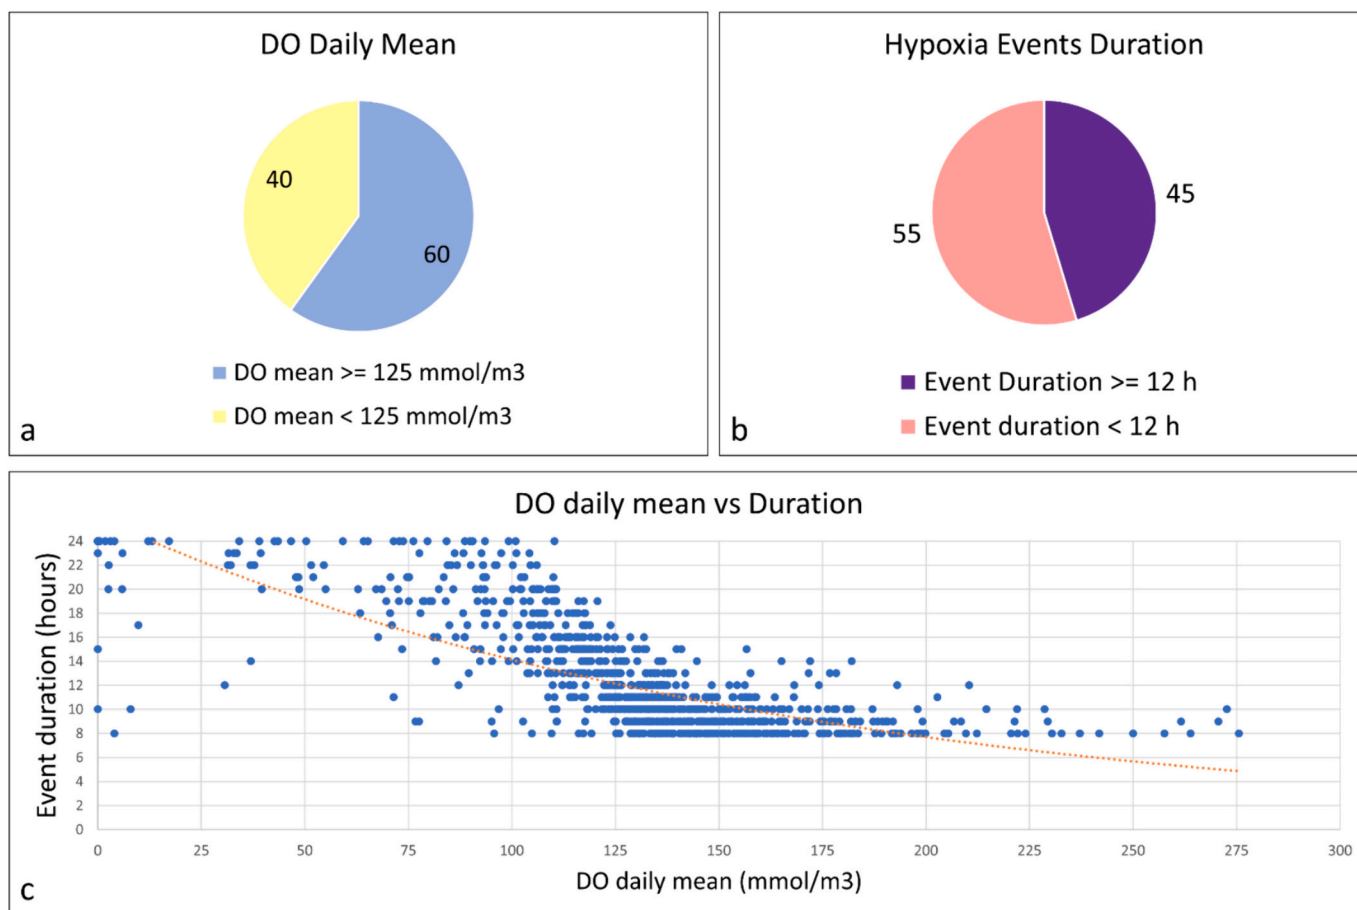 DO Daily Mean
40
60
DO mean >= 125 mmol/m3
DO mean < 125 mmol/m3
a
Hypoxia Events Duration
45
55
Event Duration >= 12 h
Event duration < 12 h
b
DO daily mean vs Duration
Event duration (hours)
24
22
20
18
16
14
12
10
8
6
4
2
0
0 25 50 75 100 125 150 175 200 225 250 275 300
DO daily mean (mmol/m3)
c